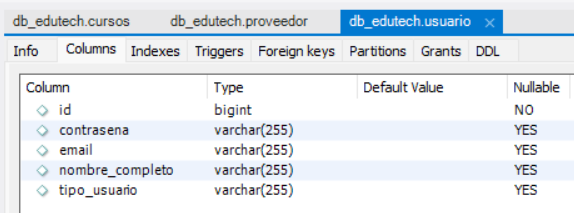 db_edutech.cursos db_edutech.proveedor db_edutech.usuario ×
Info Columns Indexes Triggers Foreign keys Partitions Grants DDL
Column Type Default Value Nullable
id bigint NO
contrasena varchar(255) YES
email varchar(255) YES
nombre_completo varchar(255) YES
tipo_usuario varchar(255) YES